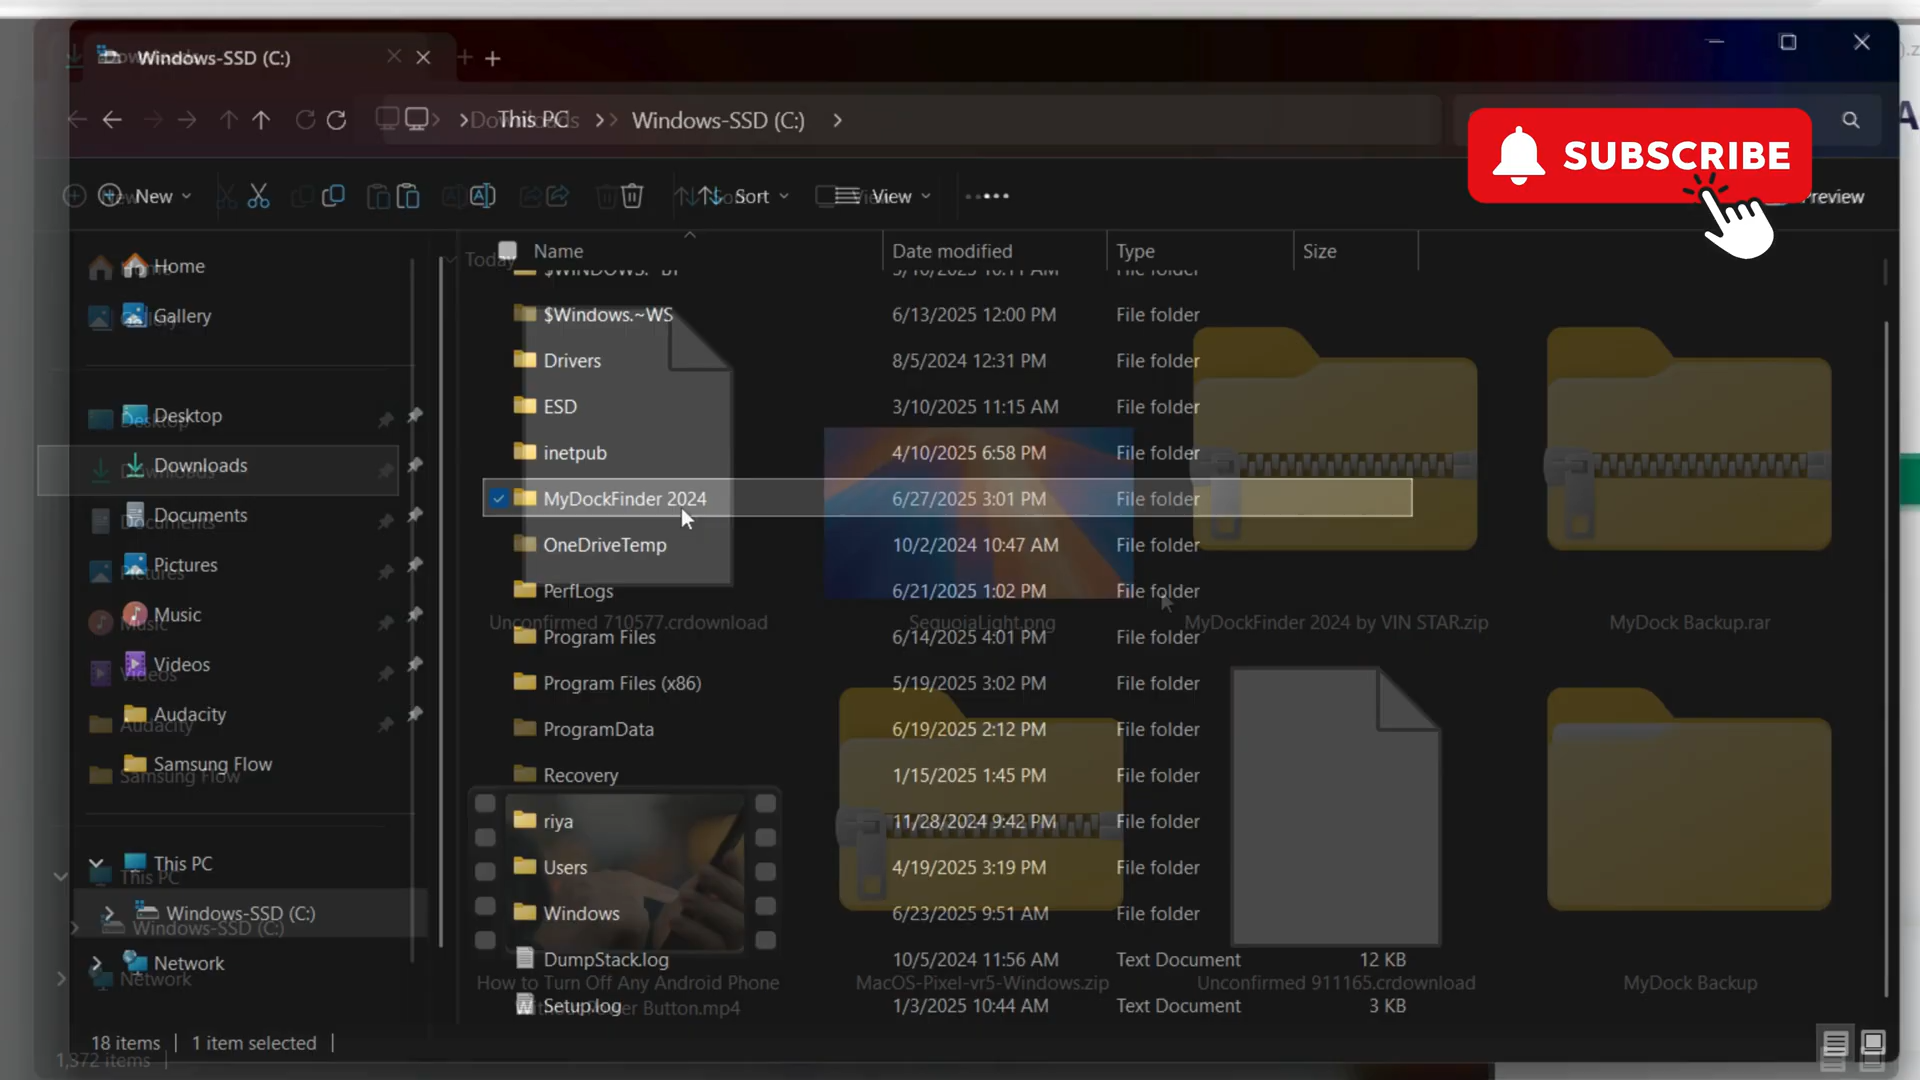 Windows-SSD (C:)
This PC
Windows-SSD (C:)
SUBSCRIBE
New
Sort
View
Preview
Name
Date modified
Type
Size
Today
Home
Gallery
Desktop
Downloads
Documents
Pictures
Music
Videos
Audacity
Samsung Flow
This PC
Windows-SSD (C:)
Network
$Windows.~WS 6/13/2025 12:00 PM File folder
Drivers 8/5/2024 12:31 PM File folder
ESD 3/10/2025 11:15 AM File folder
inetpub 4/10/2025 6:58 PM File folder
MyDockFinder 2024 6/27/2025 3:01 PM File folder
OneDriveTemp 10/2/2024 10:47 AM File folder
PerfLogs 6/21/2025 1:02 PM File folder
Unconfirmed 710577.crdownload
SequoiaLight.png
MyDockFinder 2024 by VIN STAR.zip
MyDock Backup.rar
Program Files 6/14/2025 4:01 PM File folder
Program Files (x86) 5/19/2025 3:02 PM File folder
ProgramData 6/19/2025 2:12 PM File folder
Recovery 1/15/2025 1:45 PM File folder
riya 11/28/2024 9:42 PM File folder
Users 4/19/2025 3:19 PM File folder
Windows 6/23/2025 9:51 AM File folder
DumpStack.log 10/5/2024 11:56 AM Text Document 12 KB
How to Turn Off Any Android Phone
MacOS-Pixel-vr5-Windows.zip
Unconfirmed 911165.crdownload
MyDock Backup
Setup.log 1/3/2025 10:44 AM Text Document 3 KB
Button.mp4
18 items
1 item selected
1,372 items